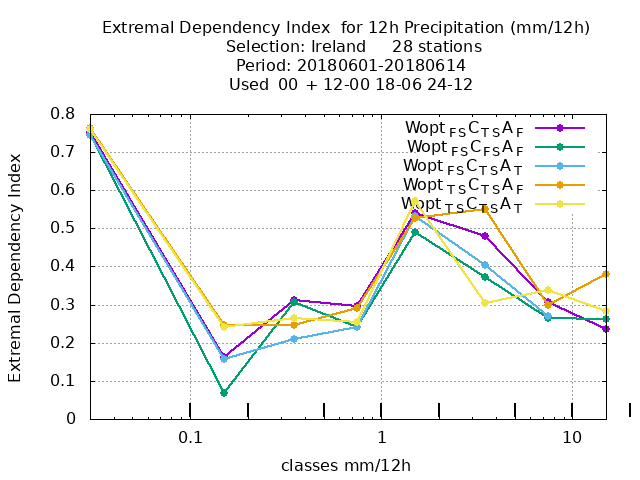 Extremal Dependency Index for 12h Precipitation (mm/12h)
Selection: Ireland 28 stations
Period: 20180601-20180614
Used 00 + 12-00 18-06 24-12
Wopt FS C TS A F
Wopt FS C FS A F
Wopt FS C TS A T
Wopt TS C TS A F
Wopt TS C TS A T
Extremal Dependency Index
0.8
0.7
0.6
0.5
0.4
0.3
0.2
0.1
0
0.1 1 10
classes mm/12h